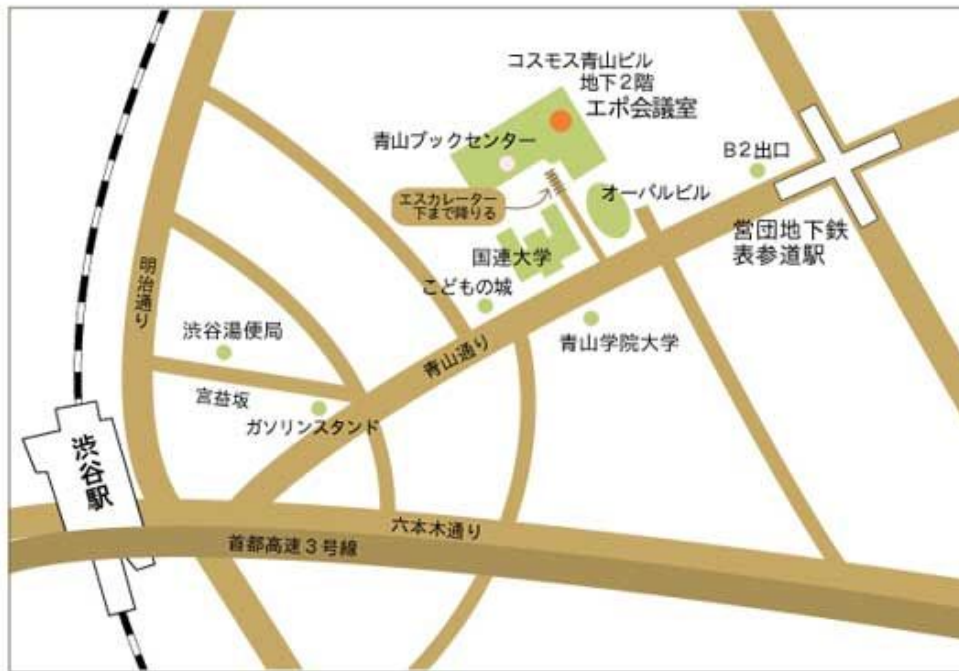 コスモス青山ビル
地下2階
エポ会議室
青山ブックセンター
B2出口
エスカレーター
下まで降りる
オーバルビル
営団地下鉄
表参道駅
国連大学
こどもの城
明治通り
渋谷湯便局
青山通り
青山学院大学
宮益坂
ガソリンスタンド
渋谷駅
六本木通り
首都高速3号線